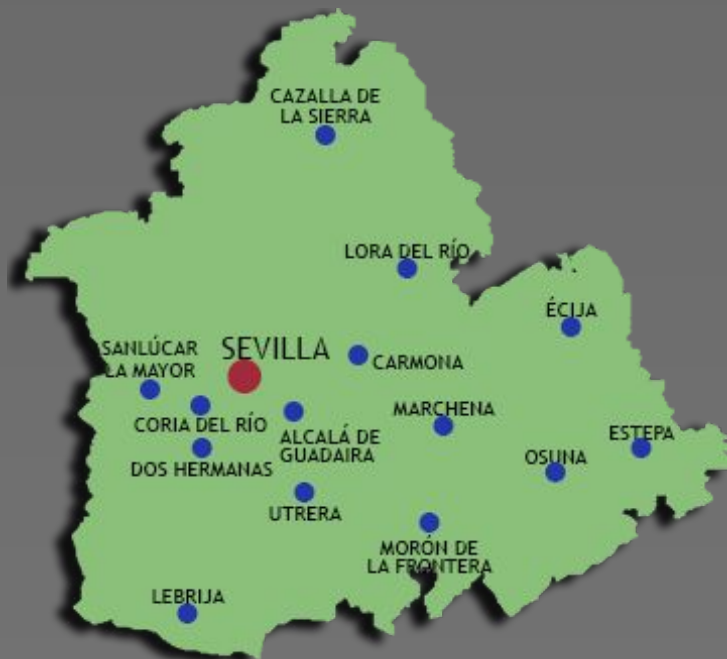 CAZALLA DE
LA SIERRA
LORA DEL RÍO
ÉCIJA
SEVILLA
SANLÚCAR
LA MAYOR
CARMONA
CORIA DEL RÍO
MARCHENA
ALCALÁ DE
GUADAIRA
ESTEPA
DOS HERMANAS
OSUNA
UTRERA
MORÓN DE
LA FRONTERA
LEBRIJA